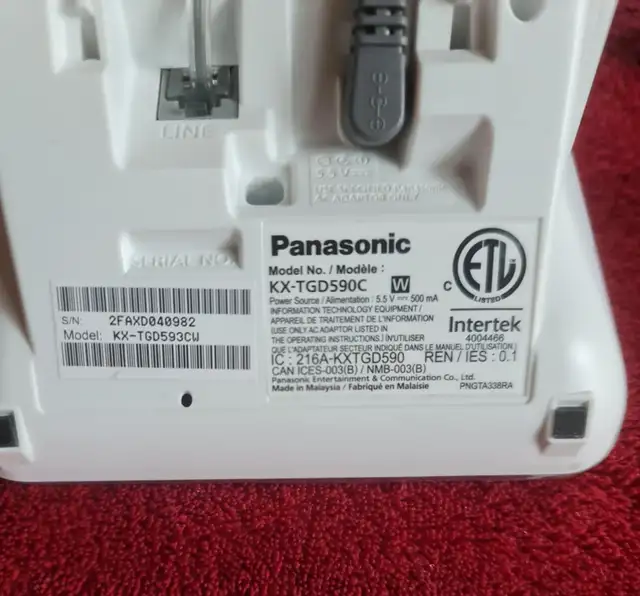 LINE
5.5 V
SERIAL NO.
S/N: 2FAXD040982
Model: KX-TGD593CW
Panasonic
Model No. / Modèle :
KX-TGD590C W
Power Source / Alimentation : 5.5 V 500 mA
INFORMATION TECHNOLOGY EQUIPMENT /
APPAREIL DE TRAITEMENT DE L'INFORMATION
(USE ONLY AC ADAPTOR LISTED IN
THE OPERATING INSTRUCTIONS.) (N'UTILISER
QUE L'ADAPTATEUR SECTEUR INDIQUÉ DANS LE MANUEL D'UTILISATION.)
IC : 216A-KXTGD590 REN / IES : 0.1
CAN ICES-003(B) / NMB-003(B)
Panasonic Entertainment & Communication Co., Ltd.
Made in Malaysia / Fabriqué en Malaisie
PNGTA338RA
C ETL
LISTED
Intertek
4004466